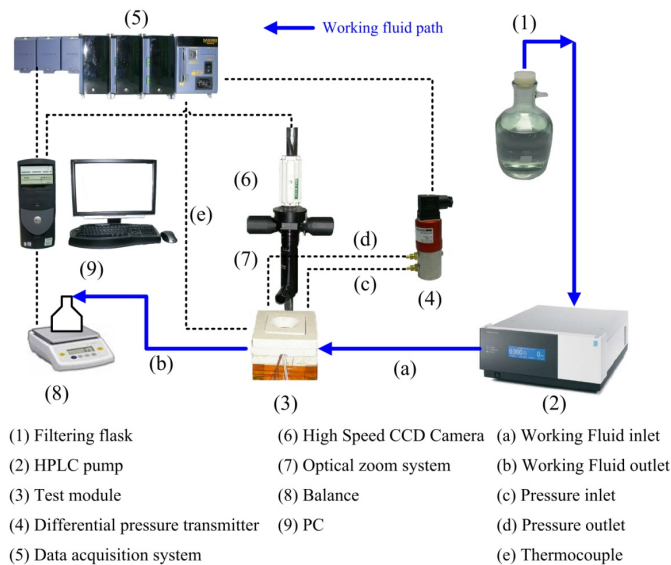 (5)
Working fluid path
(1)
(6)
(e)
(d)
(7)
(9)
(c)
(4)
(b)
(a)
(8)
(3)
(2)
(1) Filtering flask
(2) HPLC pump
(3) Test module
(4) Differential pressure transmitter
(5) Data acquisition system
(6) High Speed CCD Camera
(7) Optical zoom system
(8) Balance
(9) PC
(a) Working Fluid inlet
(b) Working Fluid outlet
(c) Pressure inlet
(d) Pressure outlet
(e) Thermocouple